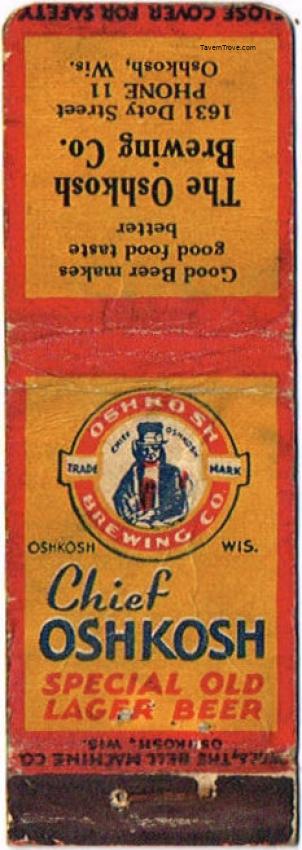 CLOSE COVER FOR SAFETY
TavernTrove.com
Good Beer makes
good food taste
better
The Oshkosh
Brewing Co.
1631 Doty Street
PHONE 11
Oshkosh, Wis.
OSHKOSH
CHIEF OSHKOSH
TRADE MARK
BREWING CO.
OSHKOSH WIS.
Chief
OSHKOSH
SPECIAL OLD
LAGER BEER
THE BELL MACHINE CO.
OSHKOSH, WIS.